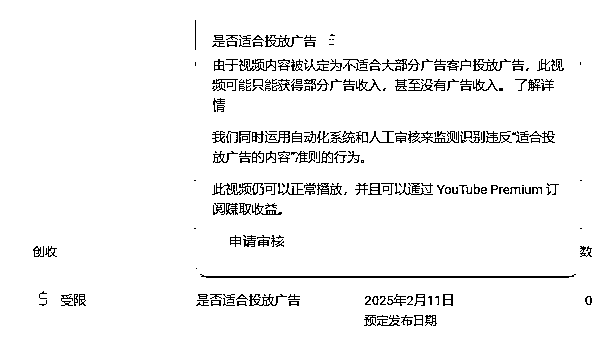 是否适合投放广告
由于视频内容被认定为不适合大部分广告客户投放广告，此视
频可能只能获得部分广告收入，甚至没有广告收入。 了解详
情
我们同时运用自动化系统和人工审核来监测识别违反“适合投
放广告的内容”准则的行为。
此视频仍可以正常播放，并且可以通过 YouTube Premium 订
阅赚取收益。
申请审核
创收
数
$ 受限 是否适合投放广告 2025年2月11日 0
预定发布日期